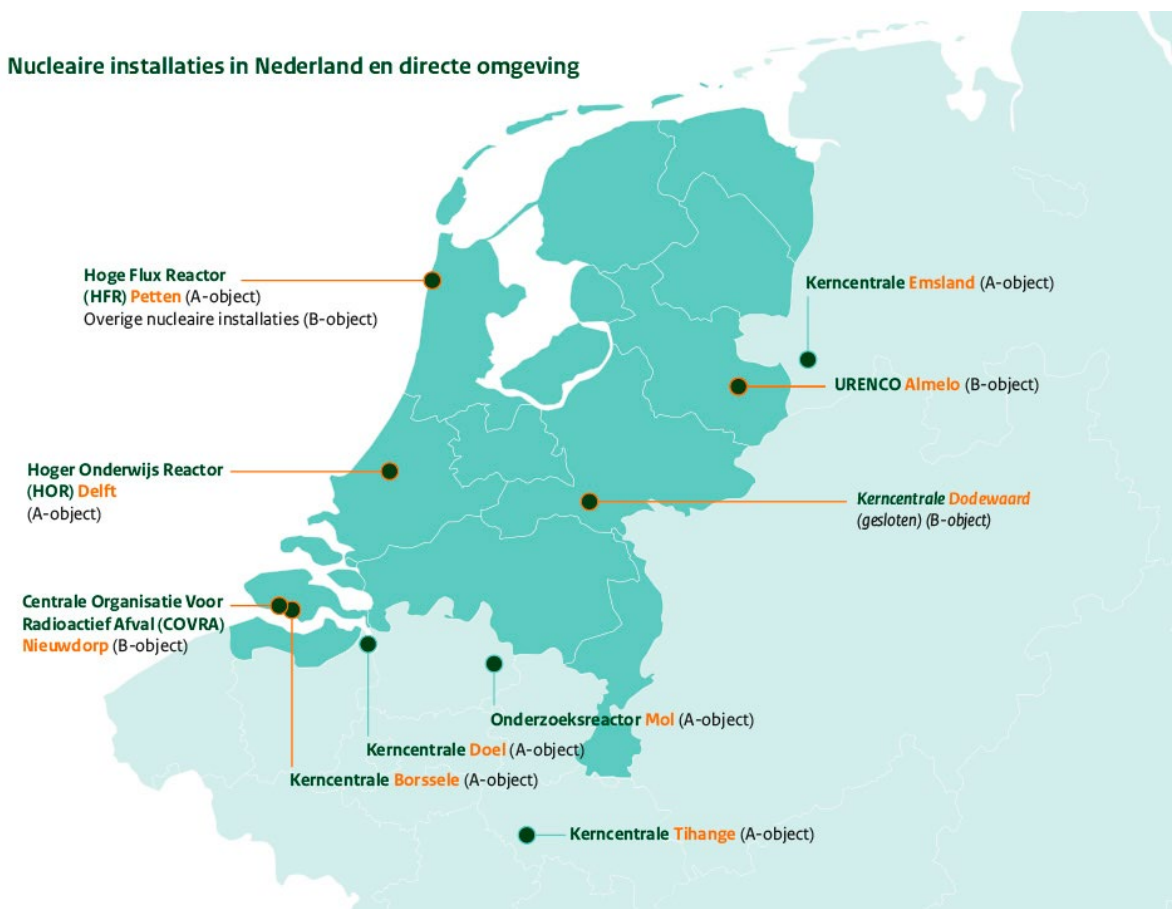 Nucleaire installaties in Nederland en directe omgeving
Hoge Flux Reactor
(HFR) Petten (A-object)
Overige nucleaire installaties (B-object)
Kerncentrale Emsland (A-object)
URENCO Almelo (B-object)
Hoger Onderwijs Reactor
(HOR) Delft
(A-object)
Kerncentrale Dodewaard
(gesloten) (B-object)
Centrale Organisatie Voor
Radioactief Afval (COVRA)
Nieuwdorp (B-object)
Onderzoeksreactor Mol (A-object)
Kerncentrale Doel (A-object)
Kerncentrale Borssele (A-object)
Kerncentrale Tihange (A-object)